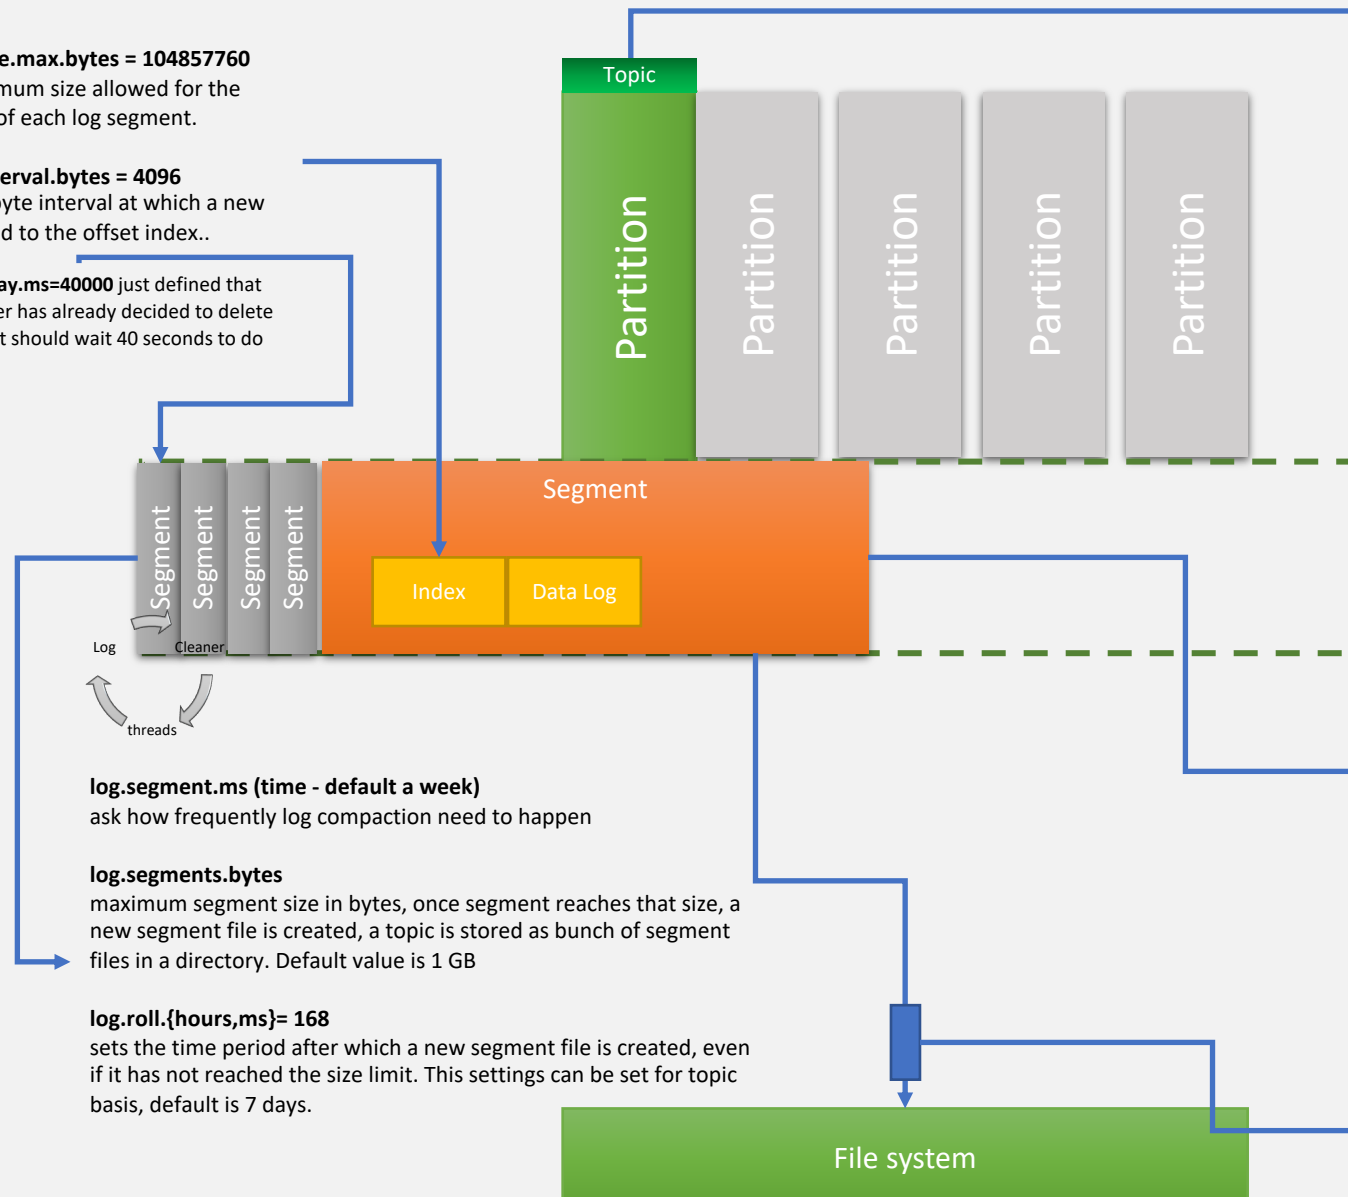 e.max.bytes = 104857760
mum size allowed for the
of each log segment.
erval.bytes = 4096
byte interval at which a new
d to the offset index..
ay.ms=40000 just defined that
er has already decided to delete
t should wait 40 seconds to do
Topic
Partition
Partition
Partition
Partition
Partition
Segment
Segment
Segment
Segment
Segment
Index
Data Log
Log
Cleaner
threads
log.segment.ms (time - default a week)
ask how frequently log compaction need to happen
log.segments.bytes
maximum segment size in bytes, once segment reaches that size, a
new segment file is created, a topic is stored as bunch of segment
files in a directory. Default value is 1 GB
log.roll.{hours,ms}= 168
sets the time period after which a new segment file is created, even
if it has not reached the size limit. This settings can be set for topic
basis, default is 7 days.
File system